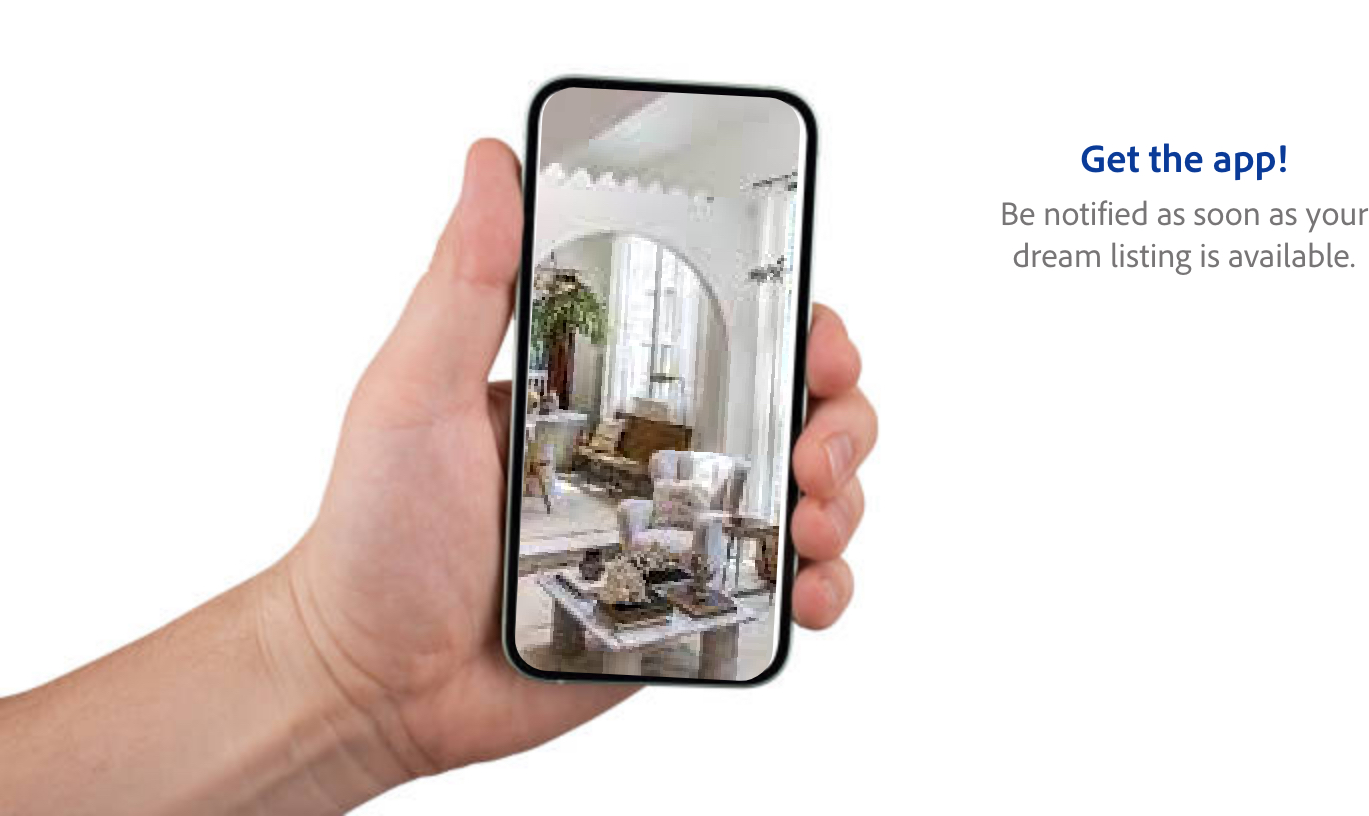 Get the app!
Be notified as soon as your
dream listing is available.